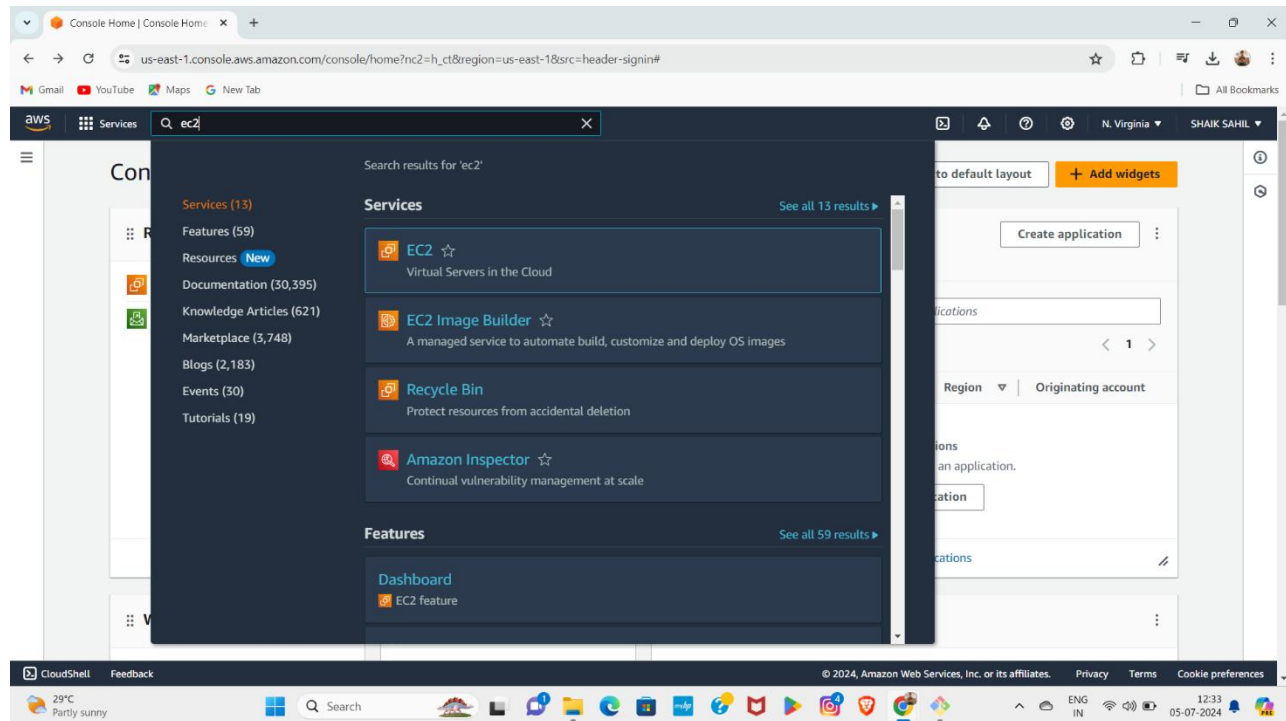 Console Home | Console Home
us-east-1.console.aws.amazon.com/console/home?nc2=h_ct&region=us-east-1&src=header-signin#
Gmail YouTube Maps New Tab All Bookmarks
aws Services ec2 N. Virginia SHAIK SAHIL
Con
to default layout
+ Add widgets
Search results for 'ec2'
Services (13)
Features (59)
Resources New
Documentation (30,395)
Knowledge Articles (621)
Marketplace (3,748)
Blogs (2,183)
Events (30)
Tutorials (19)
Services See all 13 results
EC2
Virtual Servers in the Cloud
EC2 Image Builder
A managed service to automate build, customize and deploy OS images
Recycle Bin
Protect resources from accidental deletion
Amazon Inspector
Continual vulnerability management at scale
Features See all 59 results
Dashboard
EC2 feature
R
Create application
lications
1
Region Originating account
ions
an application.
cation
cations
CloudShell Feedback © 2024, Amazon Web Services, Inc. or its affiliates. Privacy Terms Cookie preferences
29°C
Partly sunny
Search
ENG
IN
12:33
05-07-2024